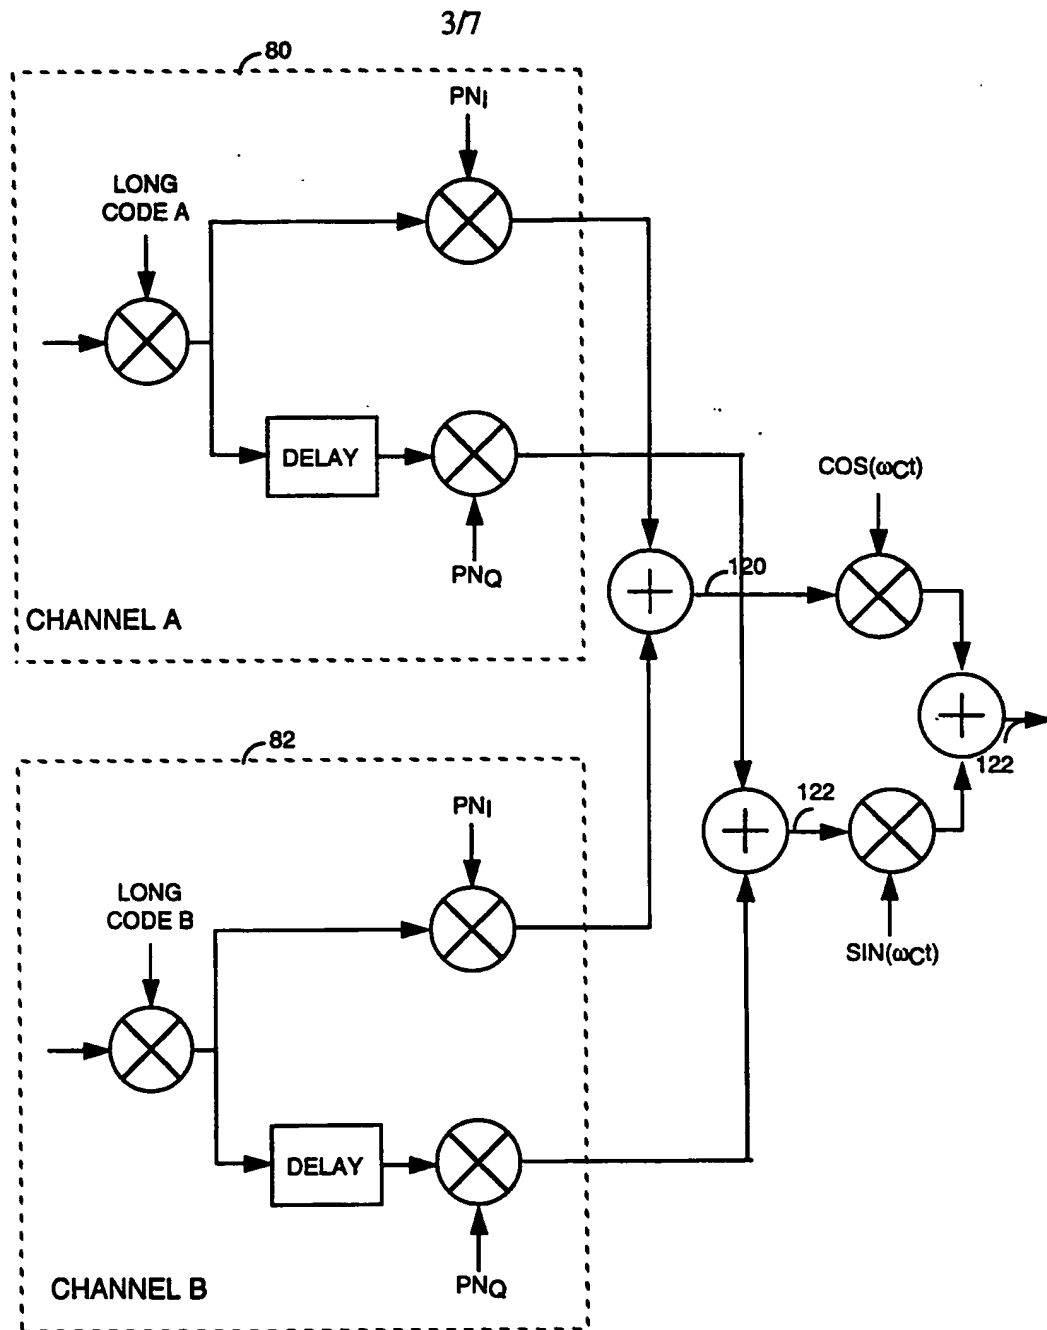 3/7
80
PNI
LONG
CODE A
DELAY
PNQ
CHANNEL A
COS(ωCt)
120
122
122
SIN(ωCt)
82
PNI
LONG
CODE B
DELAY
PNQ
CHANNEL B